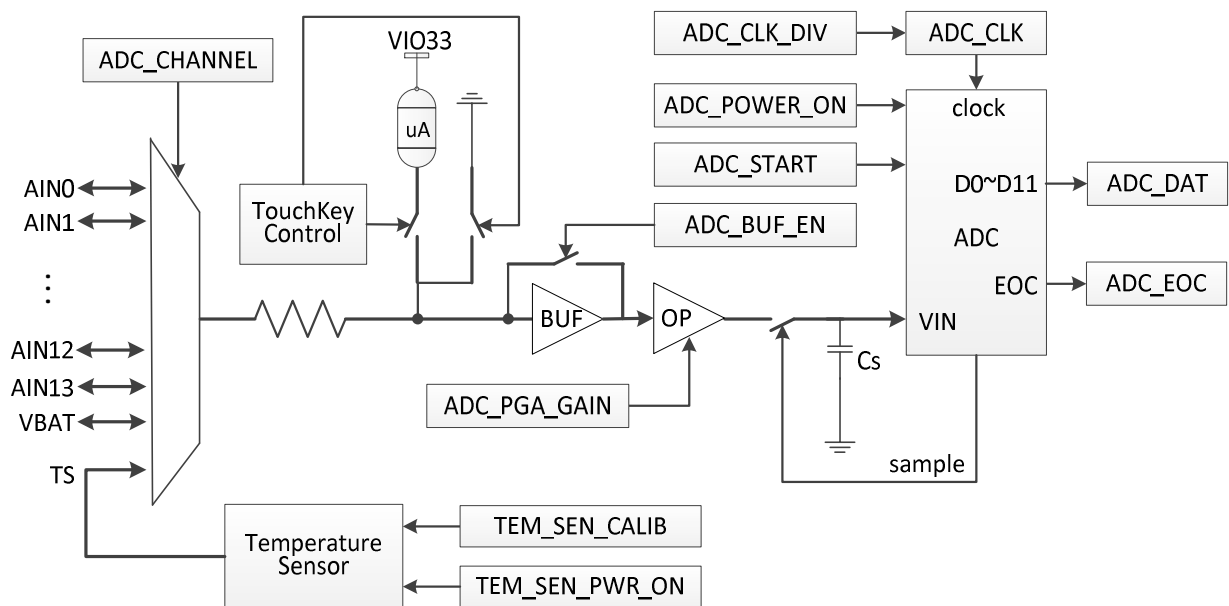 ADC_CHANNEL
VIO33
uA
ADC_CLK_DIV
ADC_CLK
ADC_POWER_ON
clock
ADC_START
D0~D11
ADC_DAT
AIN0
AIN1
TouchKey
Control
ADC_BUF_EN
ADC
⋮
EOC
ADC_EOC
BUF
OP
VIN
AIN12
Cs
AIN13
ADC_PGA_GAIN
VBAT
TS
sample
Temperature
Sensor
TEM_SEN_CALIB
TEM_SEN_PWR_ON